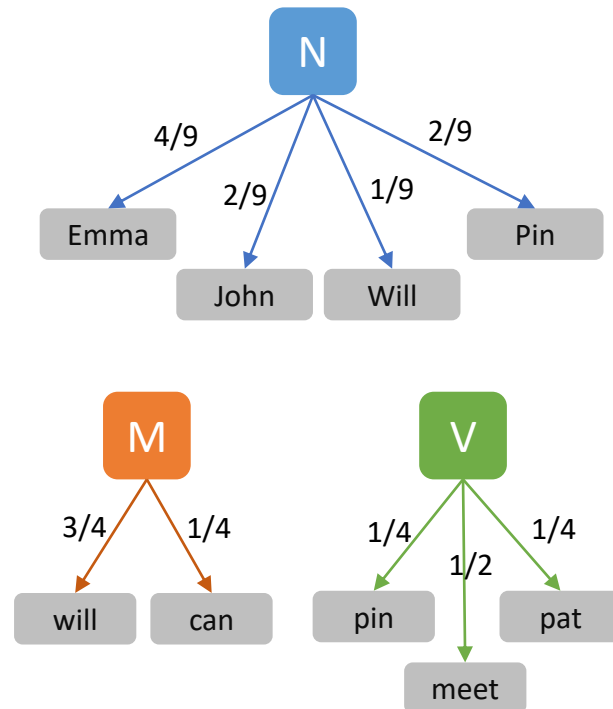 N
4/9
2/9
2/9
1/9
Emma
Pin
John
Will
M
V
3/4
1/4
1/4
1/4
1/2
will
can
pin
pat
meet